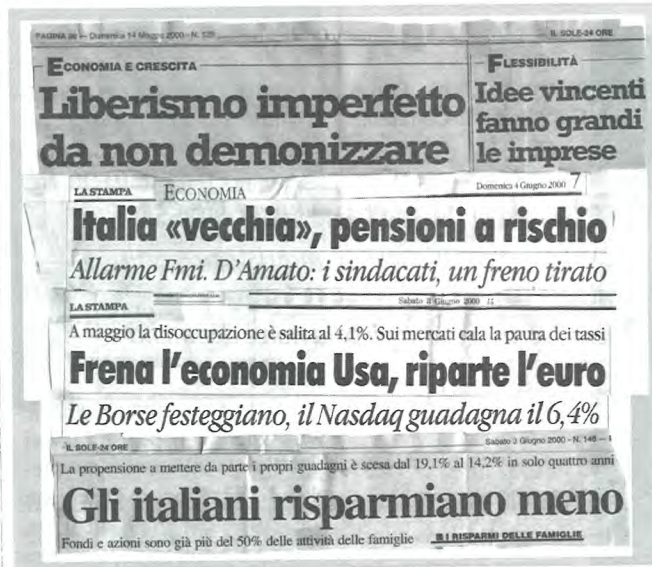 PAGINA 20 — Domenica 14 Maggio 2000 - N. IL SOLE-24 ORE
ECONOMIA E CRESCITA
Liberismo imperfetto
da non demonizzare
FLESSIBILITÀ
Idee vincenti
fanno grandi
le imprese
LA STAMPA ECONOMIA Domenica 4 Giugno 2000 7
Italia «vecchia», pensioni a rischio
Allarme Fmi. D'Amato: i sindacati, un freno tirato
LA STAMPA Sabato 3 Giugno 2000
A maggio la disoccupazione è salita al 4,1%. Sui mercati cala la paura dei tassi
Frena l'economia Usa, riparte l'euro
Le Borse festeggiano, il Nasdaq guadagna il 6,4%
IL SOLE-24 ORE Sabato 3 Giugno 2000 - N. 148 —
La propensione a mettere da parte i propri guadagni è scesa dal 19,1% al 14,2% in solo quattro anni
Gli italiani risparmiano meno
Fondi e azioni sono già più del 50% delle attività delle famiglie I RISPARMI DELLE FAMIGLIE